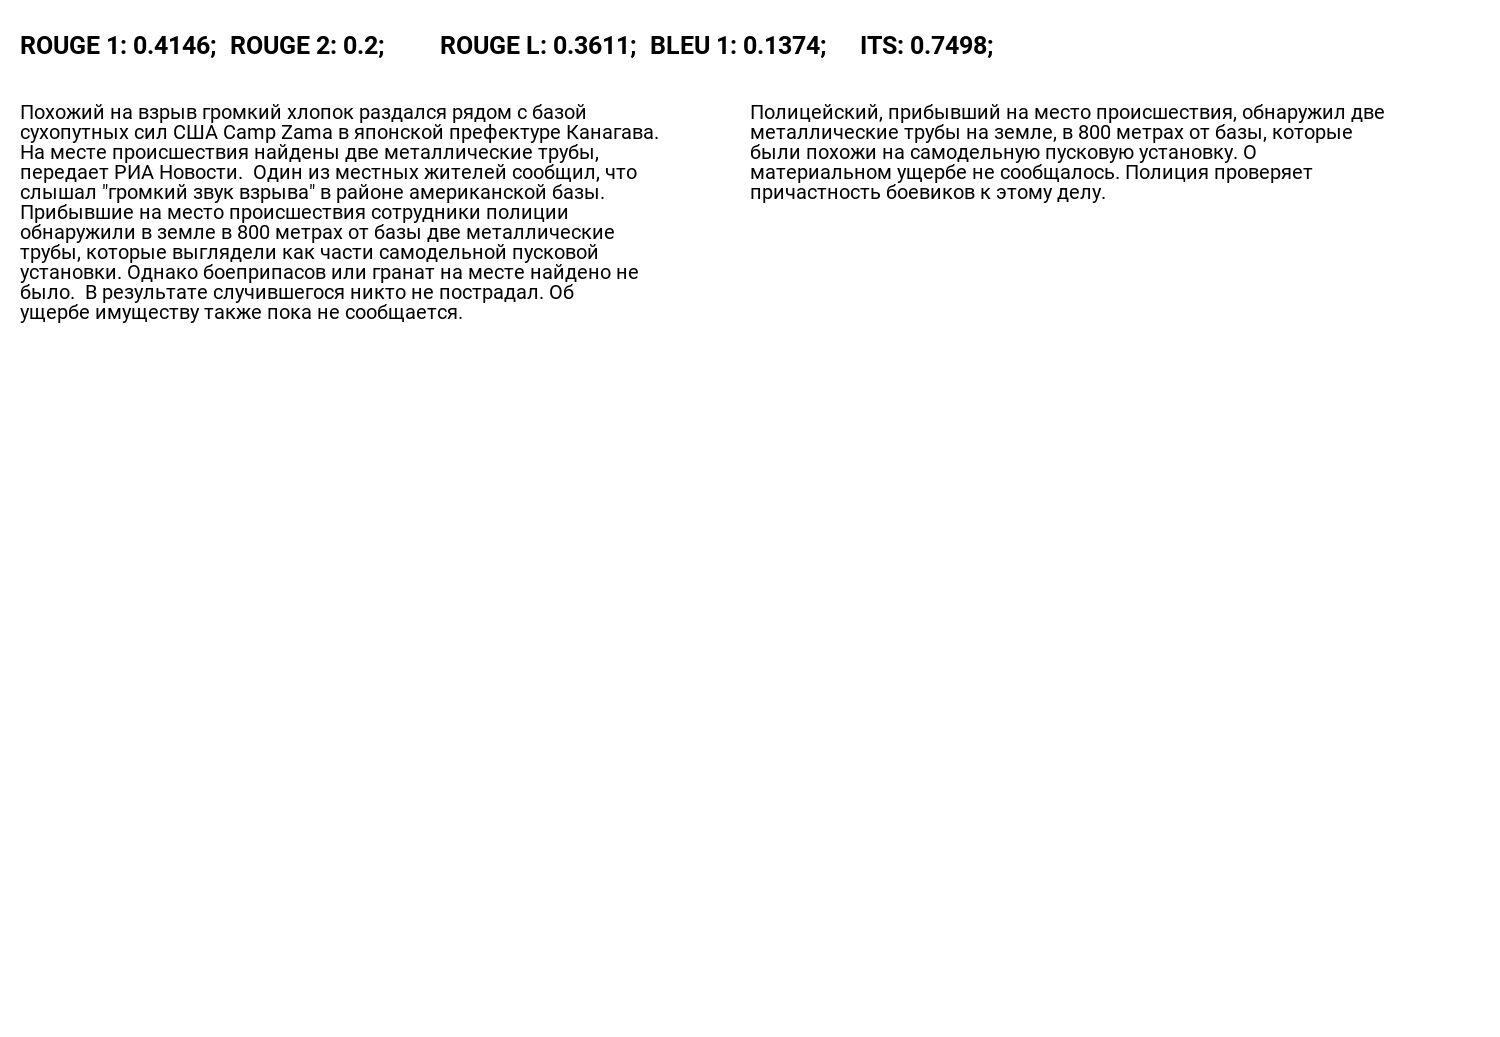 ROUGE 1: 0.4146; ROUGE 2: 0.2; ROUGE L: 0.3611; BLEU 1: 0.1374; ITS: 0.7498;
Похожий на взрыв громкий хлопок раздался рядом с базой
сухопутных сил США Camp Zama в японской префектуре Канагава.
На месте происшествия найдены две металлические трубы,
передает РИА Новости.  Один из местных жителей сообщил, что
слышал "громкий звук взрыва" в районе американской базы.
Прибывшие на место происшествия сотрудники полиции
обнаружили в земле в 800 метрах от базы две металлические
трубы, которые выглядели как части самодельной пусковой
установки. Однако боеприпасов или гранат на месте найдено не
было.  В результате случившегося никто не пострадал. Об
ущербе имуществу также пока не сообщается.
Полицейский, прибывший на место происшествия, обнаружил две
металлические трубы на земле, в 800 метрах от базы, которые
были похожи на самодельную пусковую установку. О
материальном ущербе не сообщалось. Полиция проверяет
причастность боевиков к этому делу.